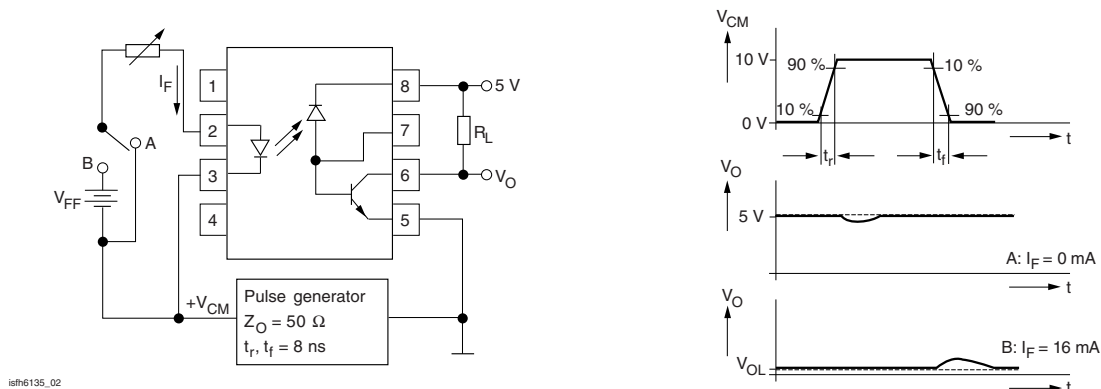 I_F
1
2
3
4
8
7
6
5
5 V
R_L
V_O
A
B
V_FF
+V_CM
Pulse generator
Z_O = 50 Ω
t_r, t_f = 8 ns
isfh6135_02
V_CM
10 V
90 %
10 %
10 %
90 %
0 V
t
t_r
t_f
V_O
5 V
A: I_F = 0 mA
t
V_O
B: I_F = 16 mA
V_OL
t